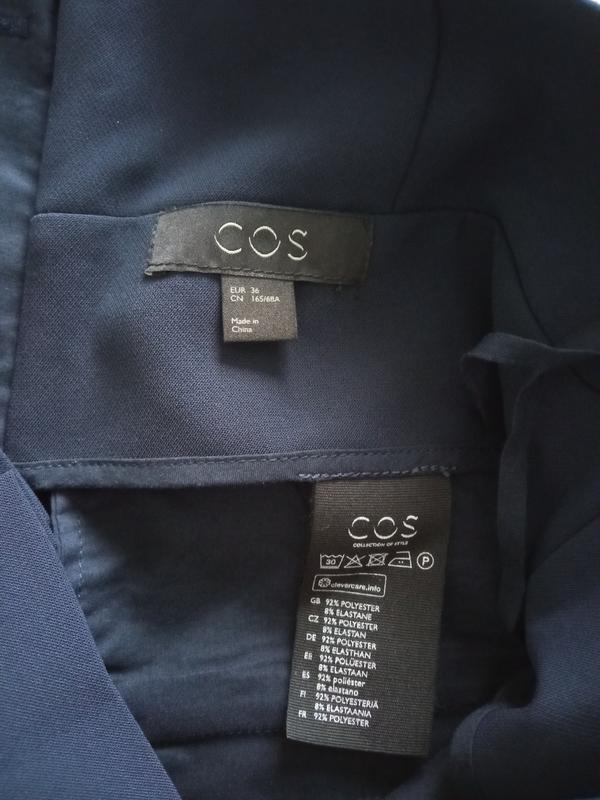 COS
EUR 36
CN 165/68A
Made in
China
COS
COLLECTION OF STYLE
30 P
clevercare.info
GB 92% POLYESTER
8% ELASTANE
CZ 92% POLYESTER
8% ELASTAN
DE 92% POLYESTER
8% ELASTHAN
EE 92% POLÜESTER
8% ELASTAAN
ES 92% poliéster
8% elastano
FI 92% POLYESTERIÄ
8% ELASTAANIA
FR 92% POLYESTER